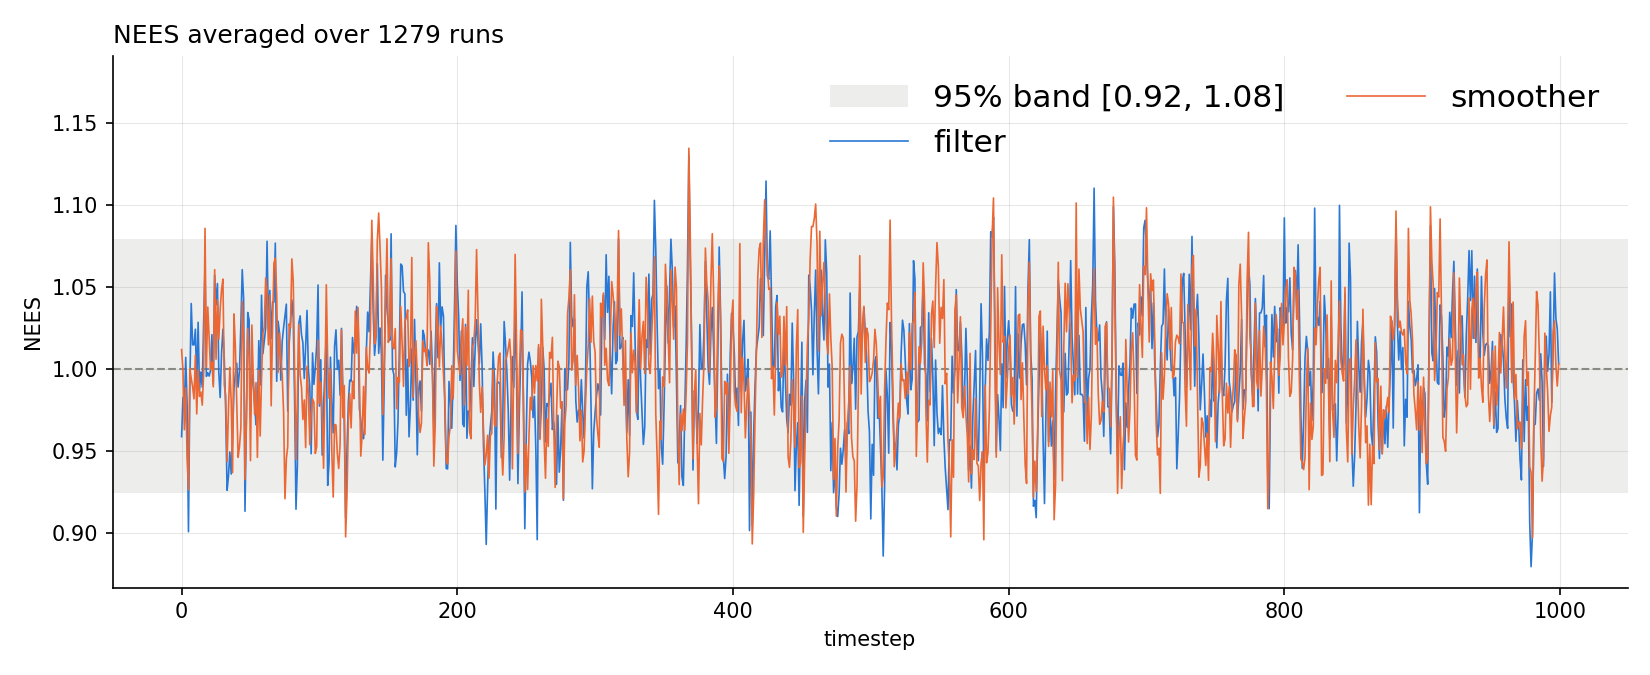 NEES averaged over 1279 runs
95% band [0.92, 1.08]
filter
smoother
NEES
1.15
1.10
1.05
1.00
0.95
0.90
0
200
400
600
800
1000
timestep